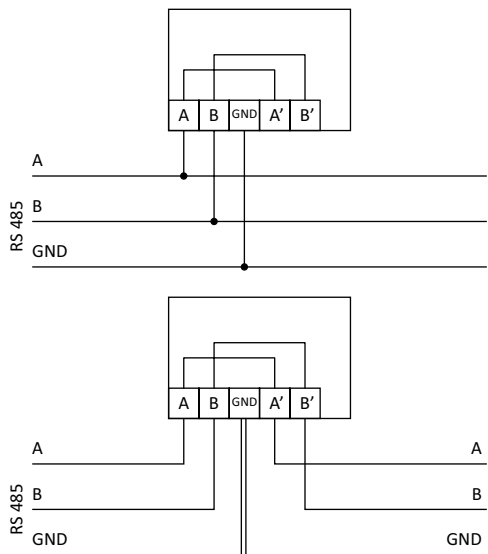 A B GND A' B'
A
B
GND
RS 485
A B GND A' B'
A A
B B
GND GND
RS 485